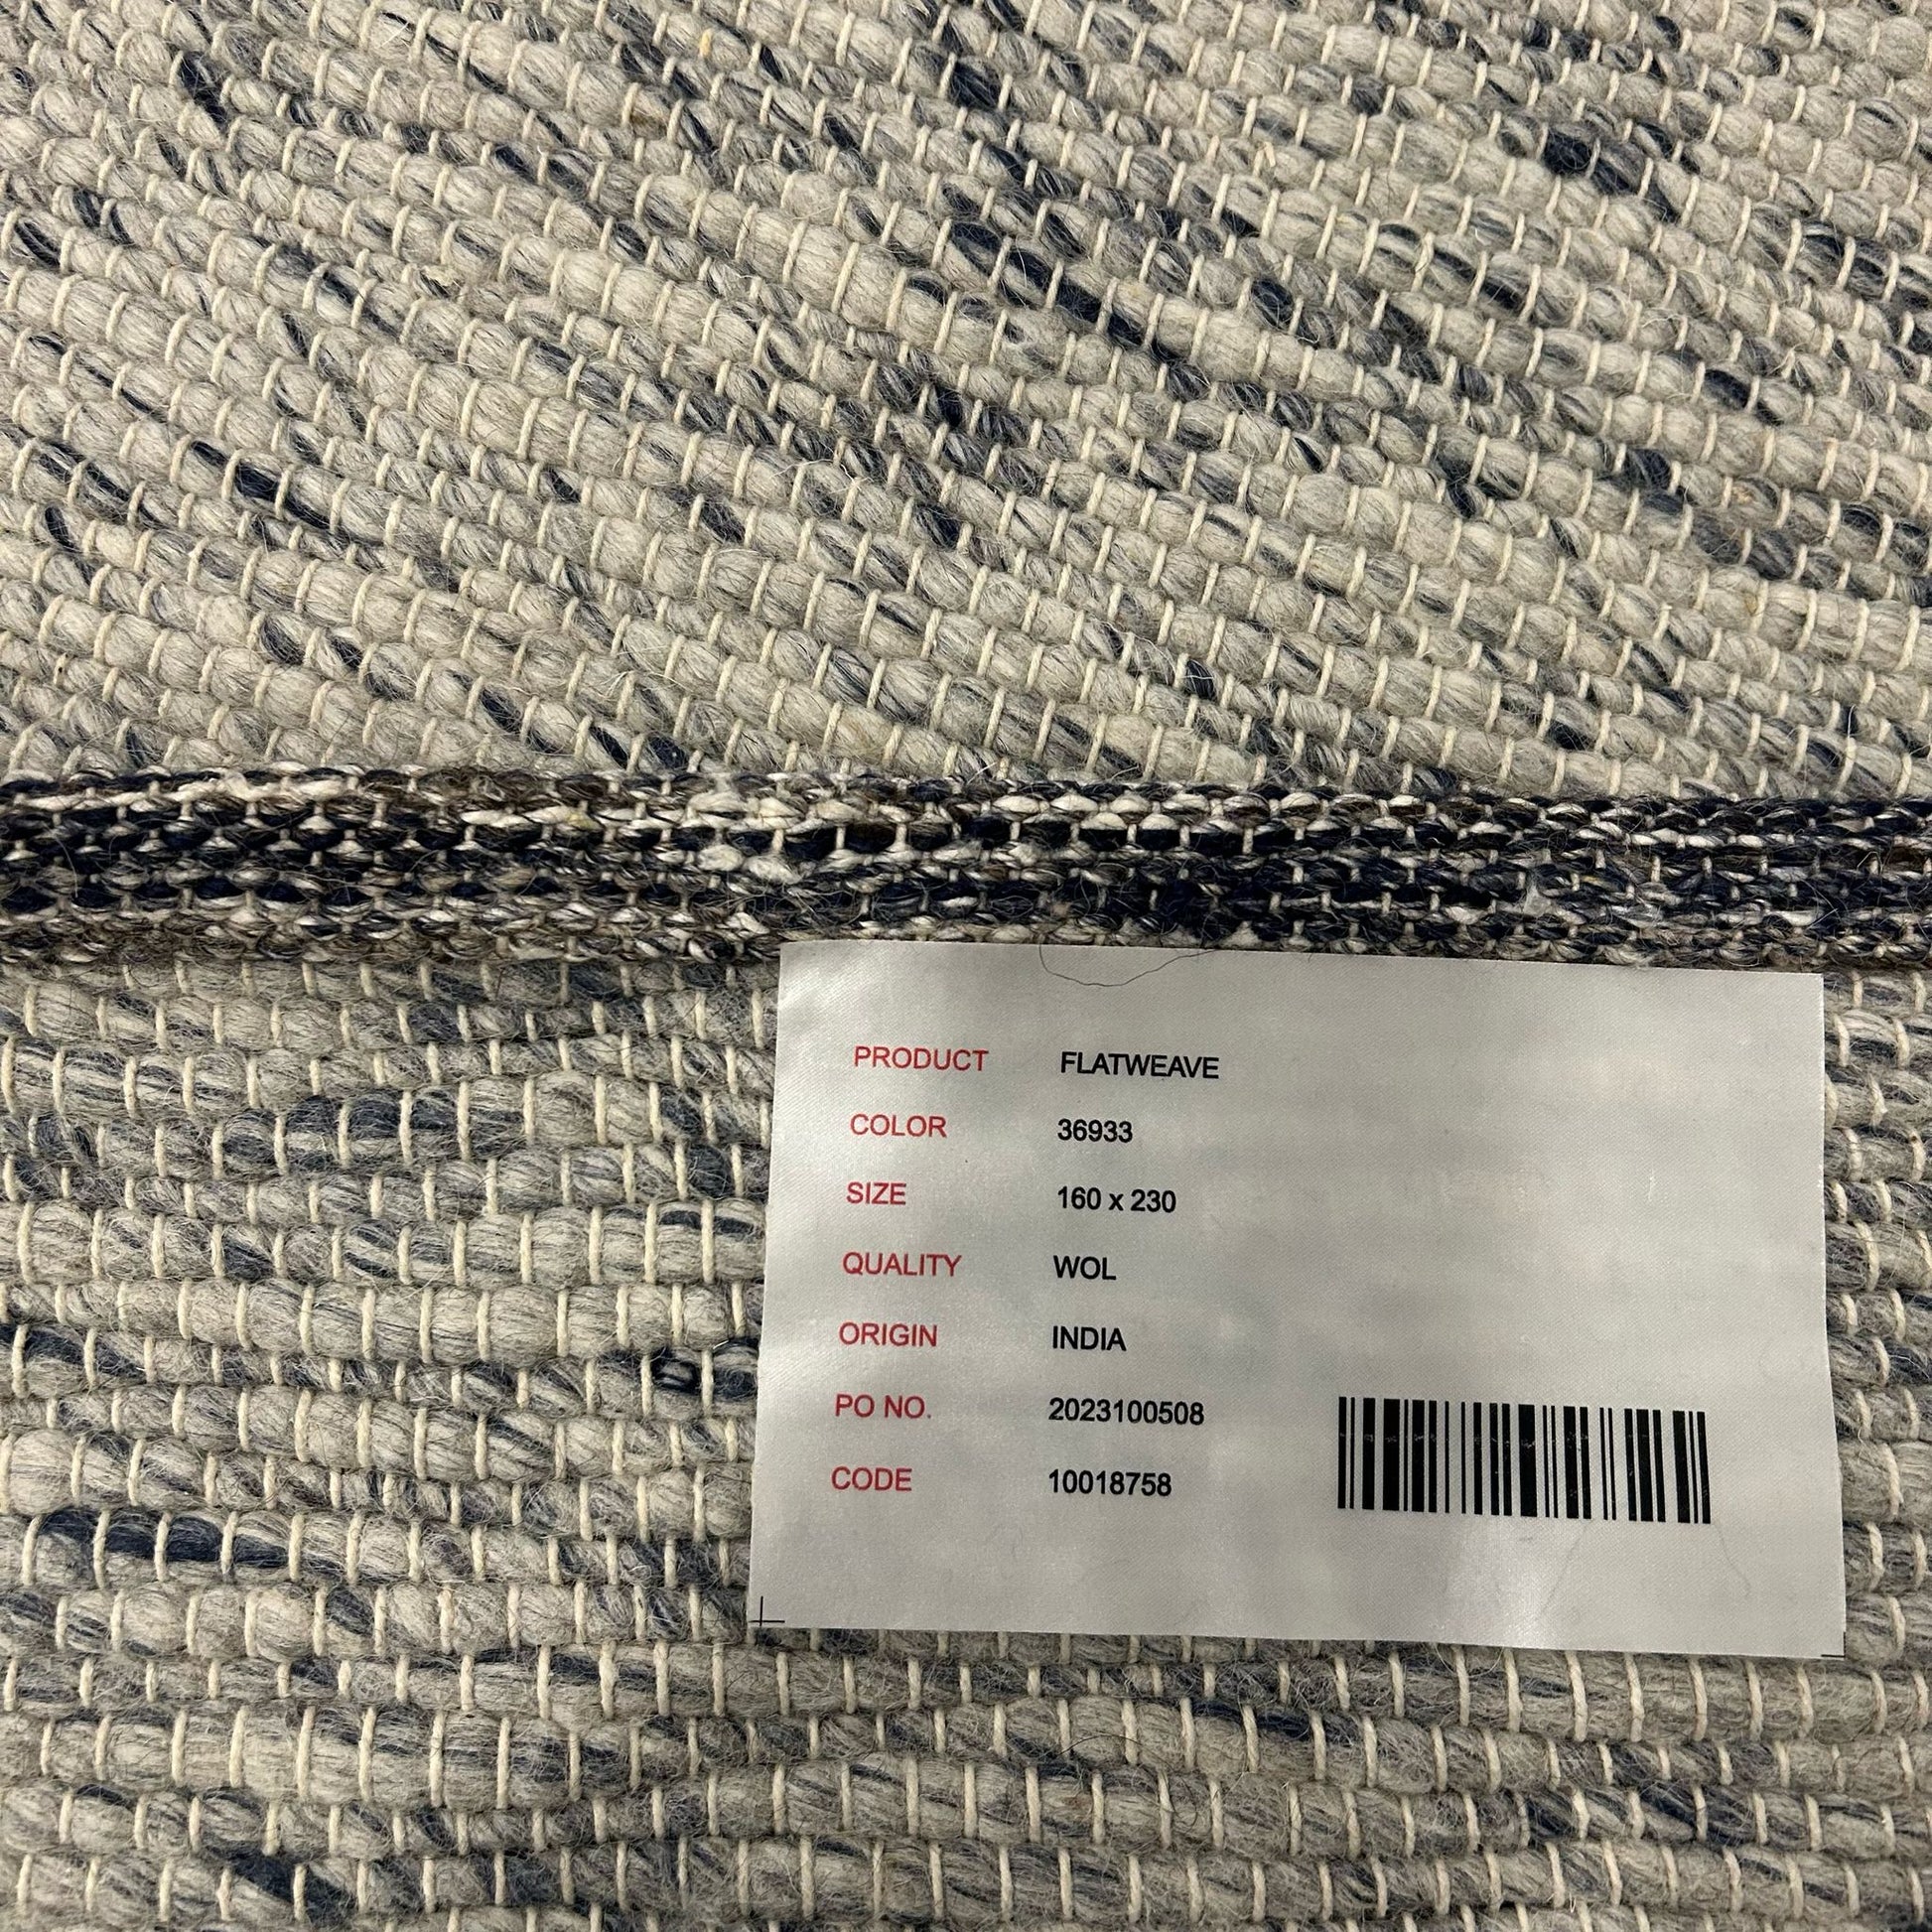 PRODUCT FLATWEAVE
COLOR 36933
SIZE 160 x 230
QUALITY WOL
ORIGIN INDIA
PO NO. 2023100508
CODE 10018758